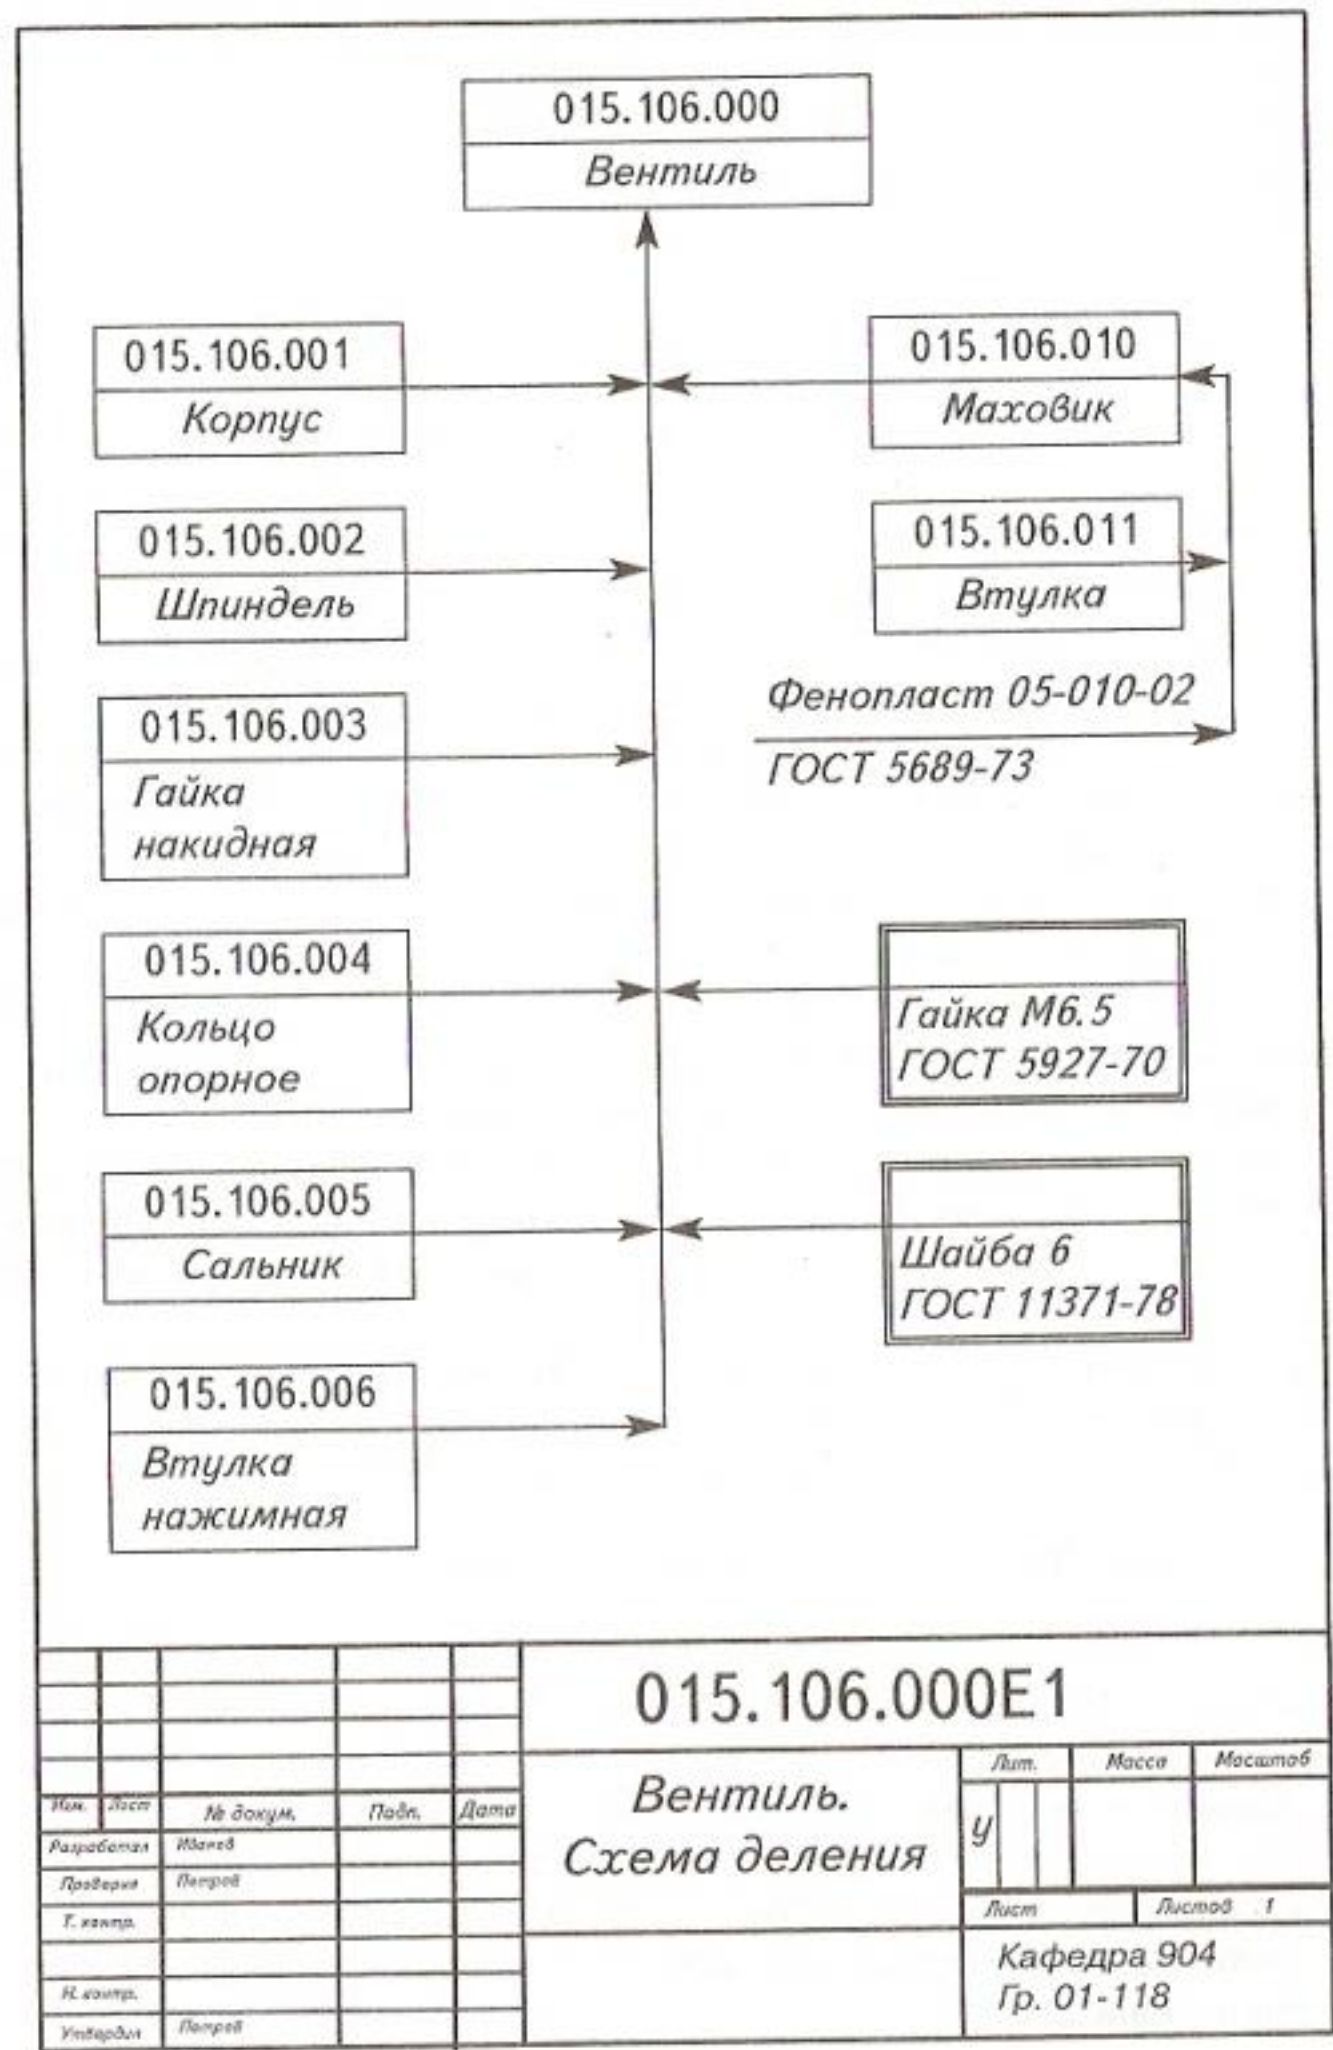 015.106.000
Вентиль
015.106.001
Корпус
015.106.010
Маховик
015.106.002
Шпиндель
015.106.011
Втулка
015.106.003
Гайка
накидная
Фенопласт 05-010-02
ГОСТ 5689-73
015.106.004
Кольцо
опорное
Гайка М6.5
ГОСТ 5927-70
015.106.005
Сальник
Шайба 6
ГОСТ 11371-78
015.106.006
Втулка
нажимная
015.106.000Е1
Вентиль.
Схема деления
Лит. Масса Масштаб
У
Лист Листов 1
Кафедра 904
Гр. 01-118
Изм. Лист № докум. Подп. Дата
Разработал Иванов
Проверил Петров
Т. контр.
Н. контр.
Утвердил Петров